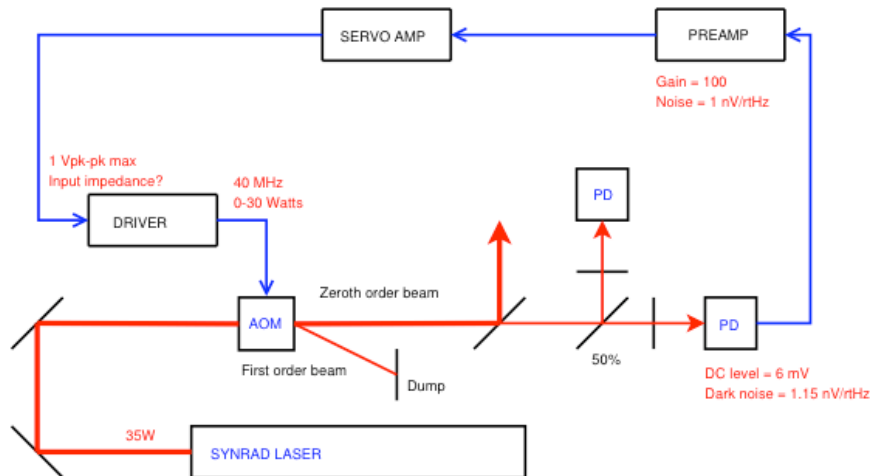 SERVO AMP
PREAMP
Gain = 100
Noise = 1 nV/rtHz
1 Vpk-pk max
Input impedance?
40 MHz
0-30 Watts
DRIVER
PD
Zeroth order beam
AOM
PD
First order beam
50%
Dump
DC level = 6 mV
Dark noise = 1.15 nV/rtHz
35W
SYNRAD LASER